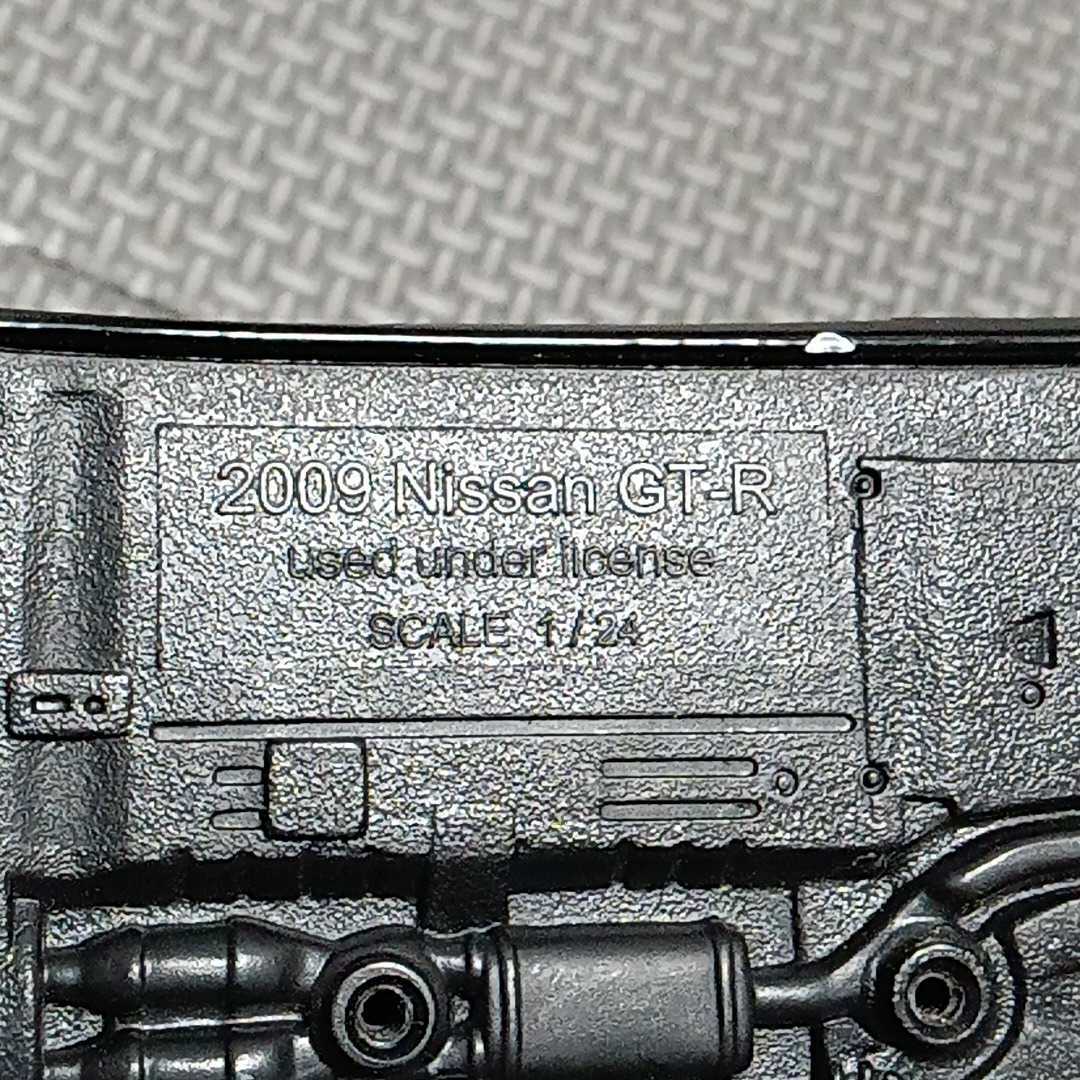 2009 Nissan GT-R
used under license
SCALE 1/24